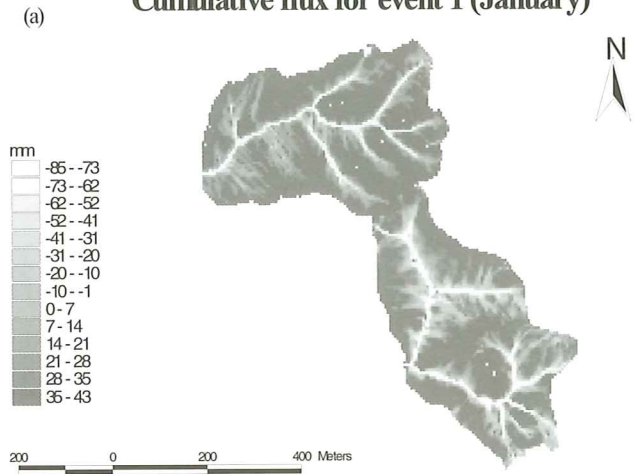 Cumulative flux for event 1 (January)
(a)
N
mm
-85 - -73
-73 - -62
-62 - -52
-52 - -41
-41 - -31
-31 - -20
-20 - -10
-10 - -1
0 - 7
7 - 14
14 - 21
21 - 28
28 - 35
35 - 43
200 0 200 400 Meters